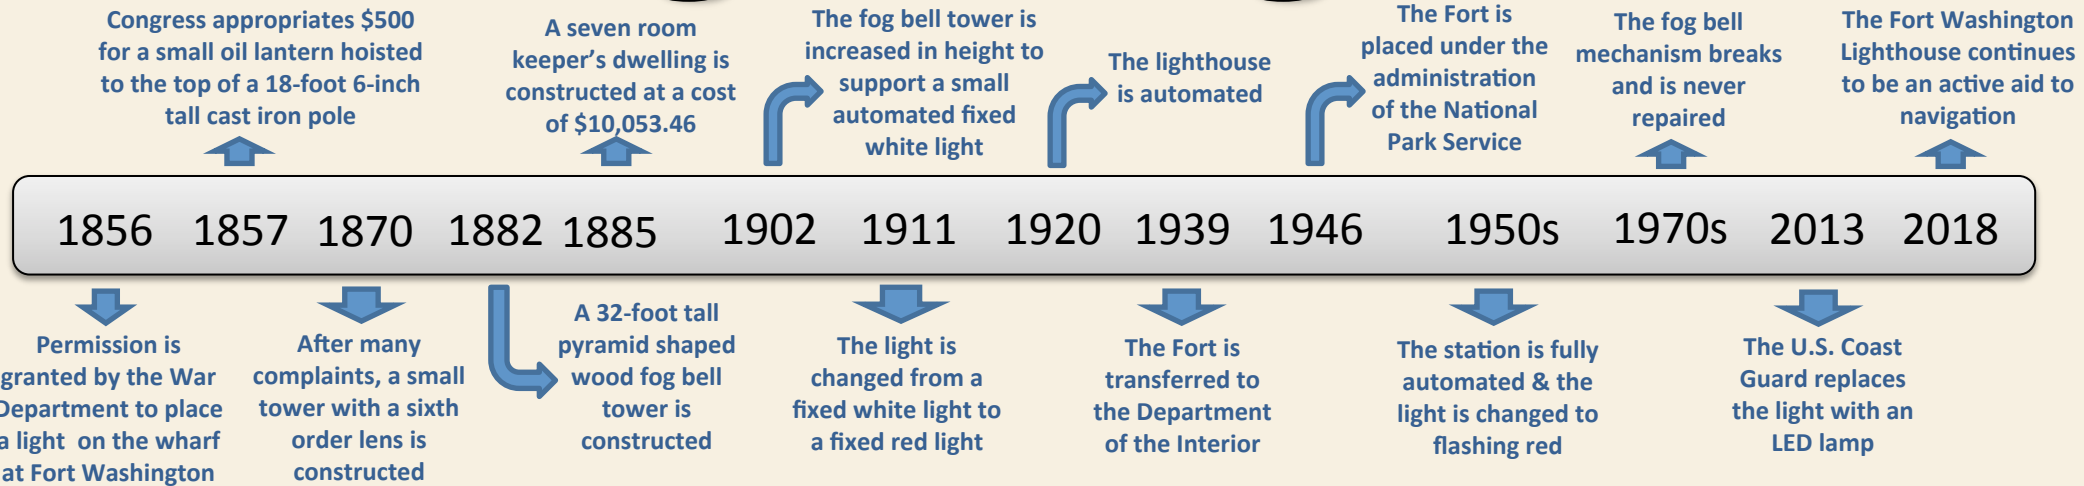 Congress appropriates $500
for a small oil lantern hoisted
to the top of a 18-foot 6-inch
tall cast iron pole
A seven room
keeper's dwelling is
constructed at a cost
of $10,053.46
The fog bell tower is
increased in height to
support a small
automated fixed
white light
The lighthouse
is automated
The Fort is
placed under the
administration
of the National
Park Service
The fog bell
mechanism breaks
and is never
repaired
The Fort Washington
Lighthouse continues
to be an active aid to
navigation
1856 1857 1870 1882 1885 1902 1911 1920 1939 1946 1950s 1970s 2013 2018
Permission is
granted by the War
Department to place
a light on the wharf
at Fort Washington
After many
complaints, a small
tower with a sixth
order lens is
constructed
A 32-foot tall
pyramid shaped
wood fog bell
tower is
constructed
The light is
changed from a
fixed white light to
a fixed red light
The Fort is
transferred to
the Department
of the Interior
The station is fully
automated & the
light is changed to
flashing red
The U.S. Coast
Guard replaces
the light with an
LED lamp